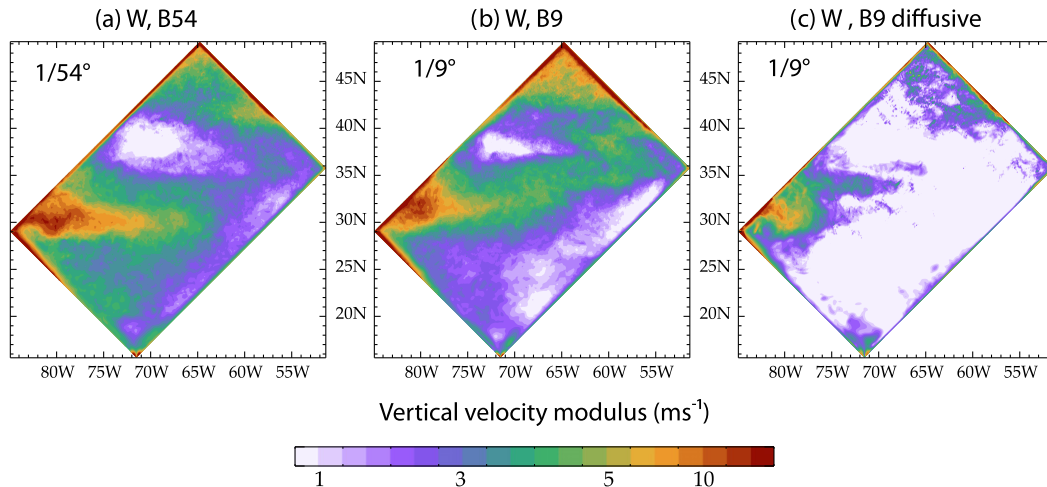 (a) W, B54 (b) W, B9 (c) W , B9 diffusive
1/54° 1/9° 1/9°
45N 45N
40N 40N
35N 35N
30N 30N
25N 25N
20N 20N
80W 75W 70W 65W 60W 55W 80W 75W 70W 65W 60W 55W 80W 75W 70W 65W 60W 55W
Vertical velocity modulus (ms⁻¹)
1 3 5 10